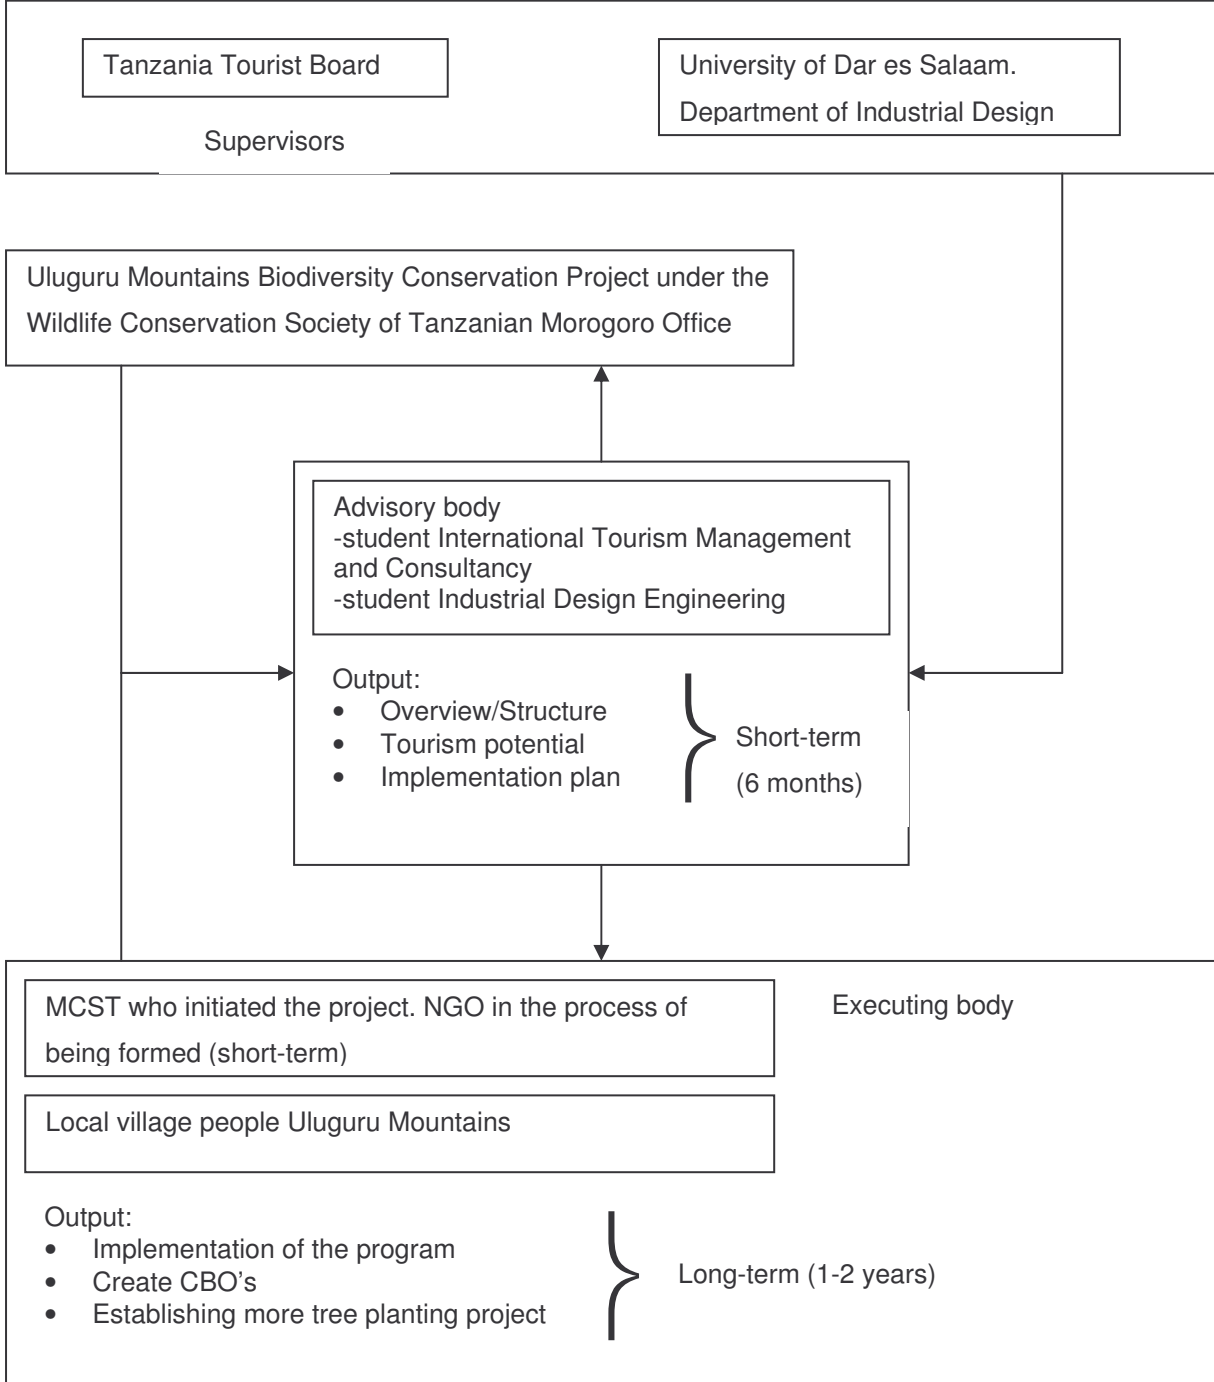 Tanzania Tourist Board
University of Dar es Salaam.
Department of Industrial Design
Supervisors
Uluguru Mountains Biodiversity Conservation Project under the
Wildlife Conservation Society of Tanzanian Morogoro Office
Advisory body
-student International Tourism Management
and Consultancy
-student Industrial Design Engineering
Output:
• Overview/Structure
• Tourism potential
• Implementation plan
Short-term
(6 months)
MCST who initiated the project. NGO in the process of
being formed (short-term)
Executing body
Local village people Uluguru Mountains
Output:
• Implementation of the program
• Create CBO's
• Establishing more tree planting project
Long-term (1-2 years)